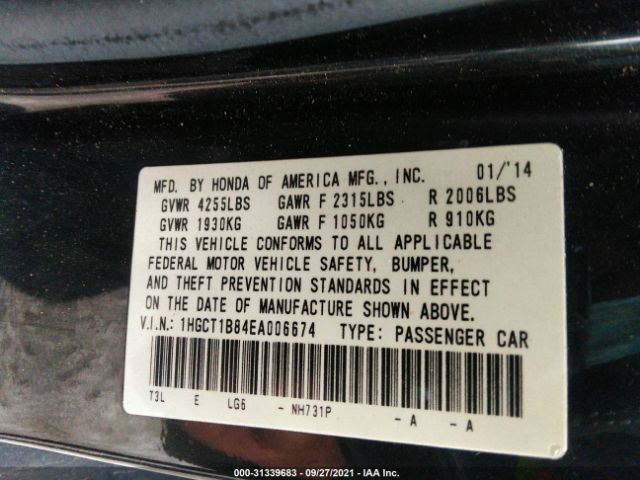 MFD. BY HONDA OF AMERICA MFG., INC. 01/'14
GVWR 4255LBS GAWR F 2315LBS R 2006LBS
GVWR 1930KG GAWR F 1050KG R 910KG
THIS VEHICLE CONFORMS TO ALL APPLICABLE
FEDERAL MOTOR VEHICLE SAFETY, BUMPER,
AND THEFT PREVENTION STANDARDS IN EFFECT
ON THE DATE OF MANUFACTURE SHOWN ABOVE.
V.I.N.: 1HGCT1B84EA006674 TYPE: PASSENGER CAR
T3L E LG6 - NH731P - A - A
000-31339683 - 09/27/2021 - IAA Inc.